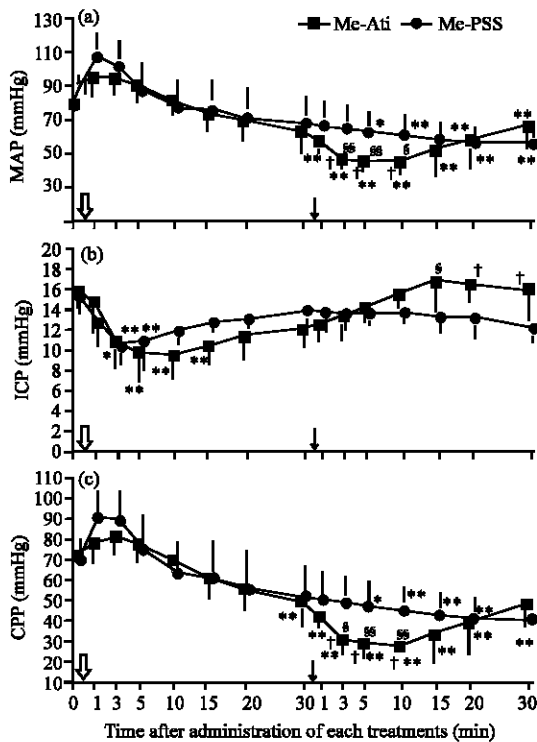 (a)
Me-Ati Me-PSS
130
110
90
70
50
30
MAP (mmHg)
* ** ** **
§§ §§ §
** † ** † ** † ** ** ** **
(b)
20
18
16
14
12
10
8
6
4
2
0
ICP (mmHg)
§ † †
** **
* ** ** **
(c)
110
100
90
80
70
60
50
40
30
20
10
CPP (mmHg)
* ** ** **
§ §§ §§
** ** † ** † ** † ** ** ** **
0 1 3 5 10 15 20 30 1 3 5 10 15 20 30
Time after administration of each treatments (min)